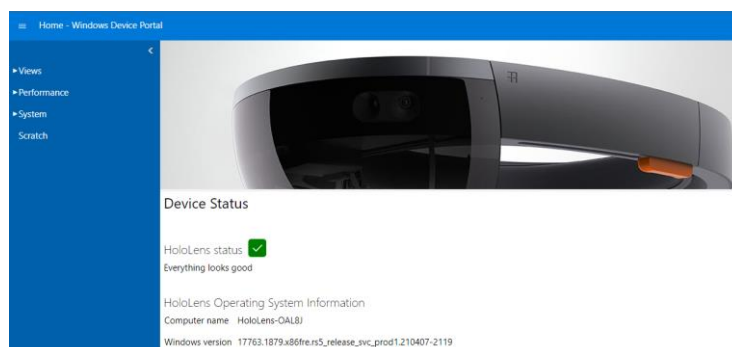 Home - Windows Device Portal
Views
Performance
System
Scratch
Device Status
HoloLens status
Everything looks good
HoloLens Operating System Information
Computer name HoloLens-OAL8J
Windows version 17763.1879.x86fre.rs5_release_svc_prod1.210407-2119